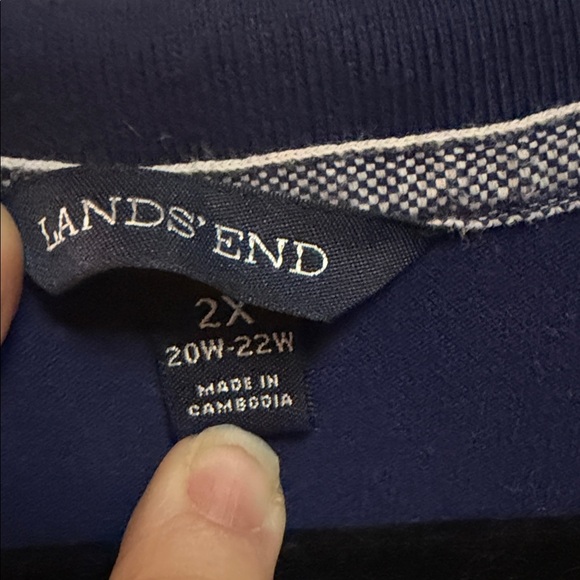 LANDS' END
2X
20W-22W
MADE IN
CAMBODIA